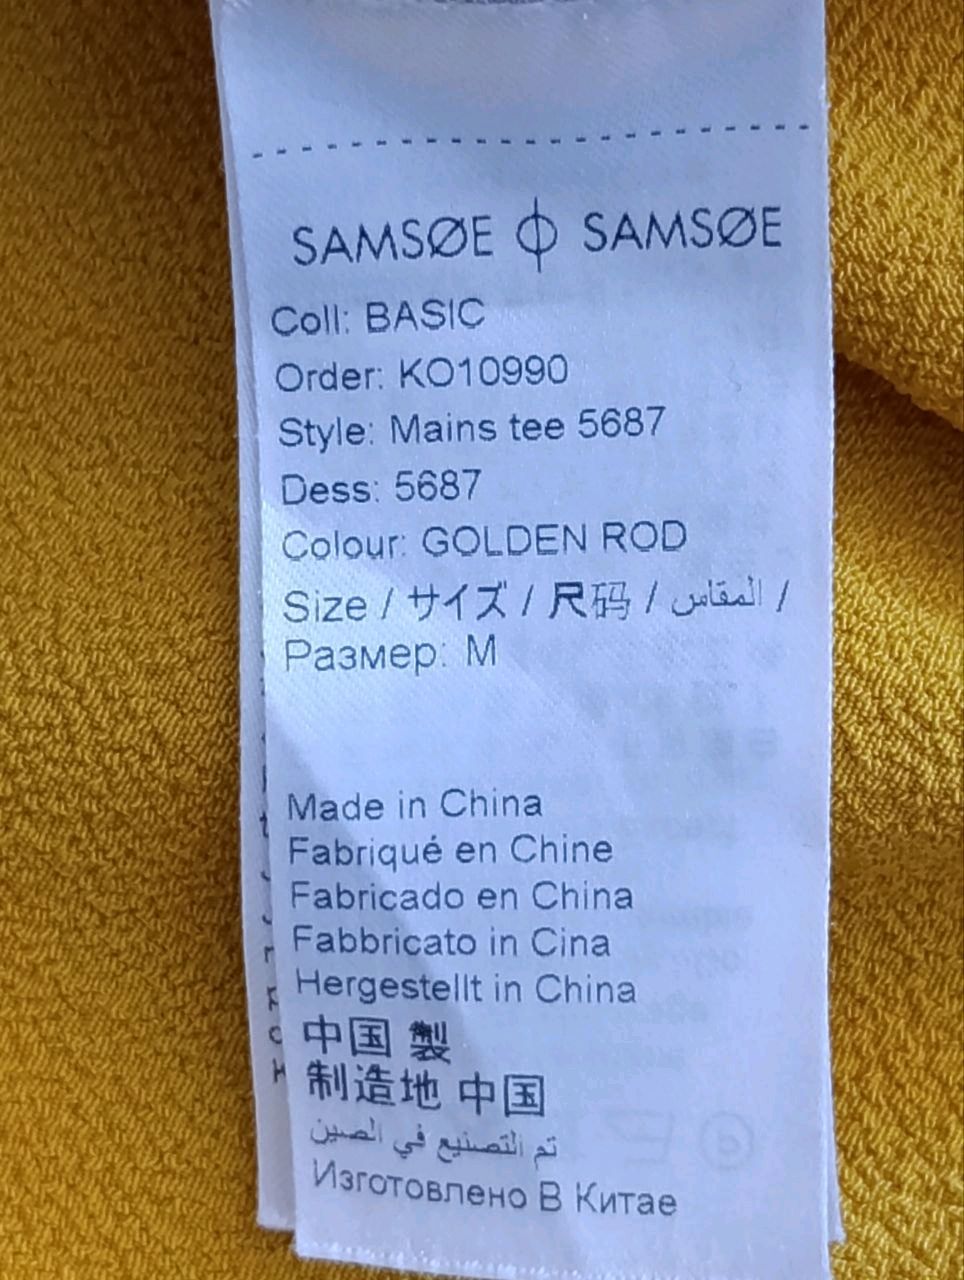 SAMSØE ⏀ SAMSØE
Coll: BASIC
Order: KO10990
Style: Mains tee 5687
Dess: 5687
Colour: GOLDEN ROD
Size / サイズ / 尺码 / المقاس /
Размер: M
Made in China
Fabriqué en Chine
Fabricado en China
Fabbricato in Cina
Hergestellt in China
中国 製
制造地 中国
تم التصنيع في الصين
Изготовлено В Китае